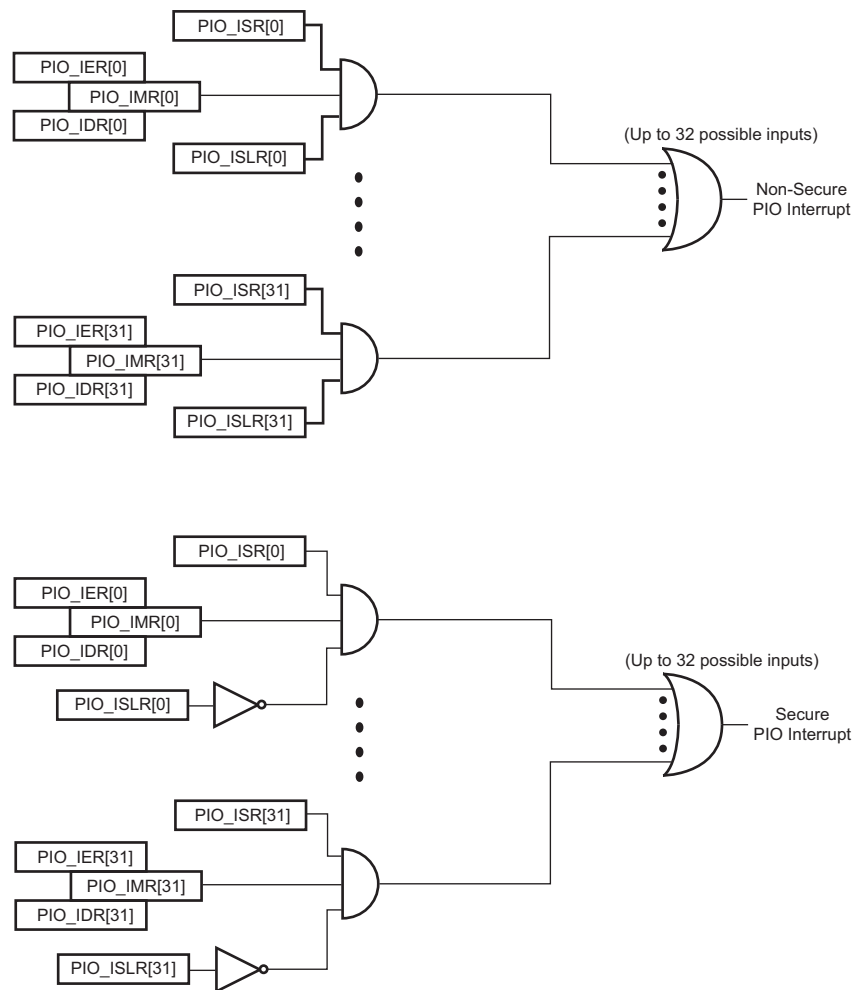 PIO_ISR[0]
PIO_IER[0]
PIO_IMR[0]
PIO_IDR[0]
PIO_ISLR[0]
(Up to 32 possible inputs)
Non-Secure
PIO Interrupt
PIO_ISR[31]
PIO_IER[31]
PIO_IMR[31]
PIO_IDR[31]
PIO_ISLR[31]
PIO_ISR[0]
PIO_IER[0]
PIO_IMR[0]
PIO_IDR[0]
PIO_ISLR[0]
(Up to 32 possible inputs)
Secure
PIO Interrupt
PIO_ISR[31]
PIO_IER[31]
PIO_IMR[31]
PIO_IDR[31]
PIO_ISLR[31]